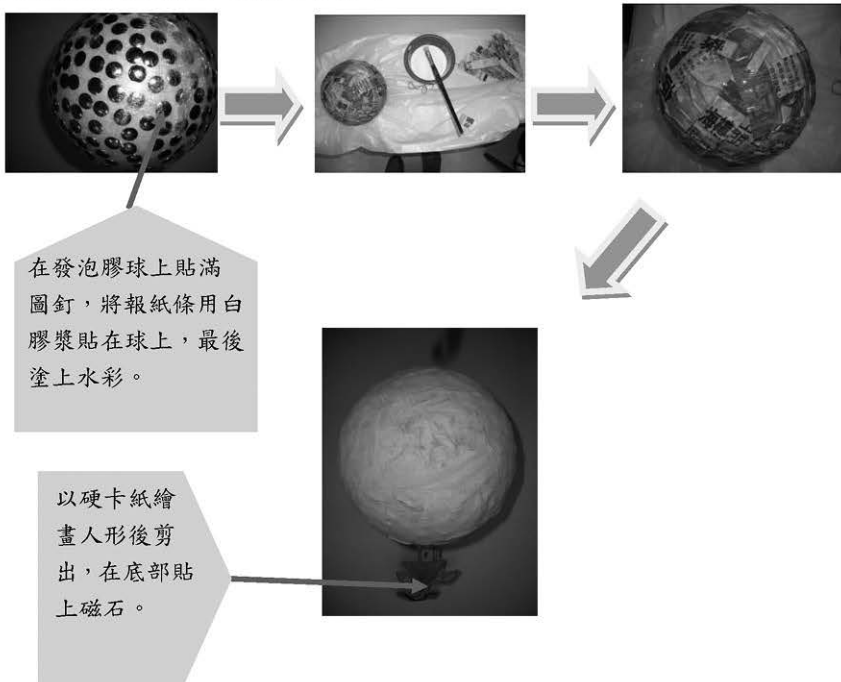 在發泡膠球上貼滿
圖釘，將報紙條用白
膠漿貼在球上，最後
塗上水彩。
以硬卡紙繪
畫人形後剪
出，在底部貼
上磁石。